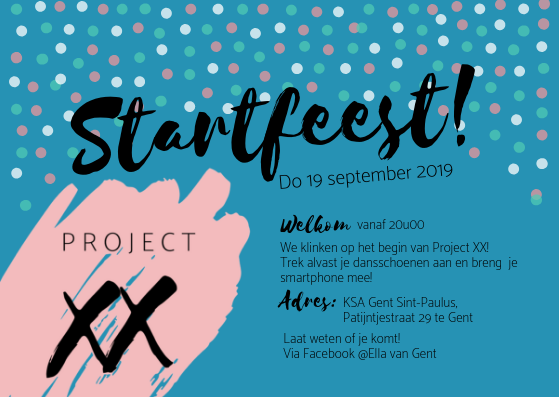 Startfeest!
Do 19 september 2019
PROJECT
XX
Welkom vanaf 20u00
We klinken op het begin van Project XX!
Trek alvast je dansschoenen aan en breng je
smartphone mee!
Adres: KSA Gent Sint-Paulus,
Patijntjestraat 29 te Gent
Laat weten of je komt!
Via Facebook @Ella van Gent